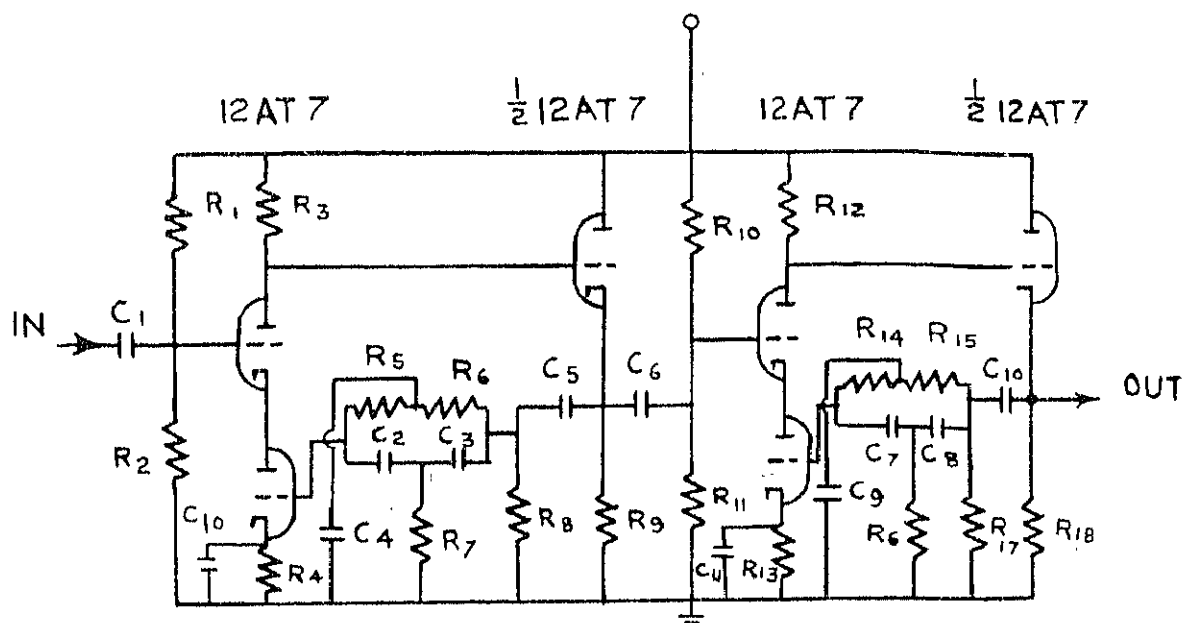 12AT7
1/2 12AT7
12AT7
1/2 12AT7
R1
R3
R10
R12
IN
C1
R14
R15
R5
R6
C5
C6
C10
OUT
R2
C2
C3
C7
C8
C10
C4
R7
R8
R9
R11
C9
R6
R17
R18
R4
C11
R13